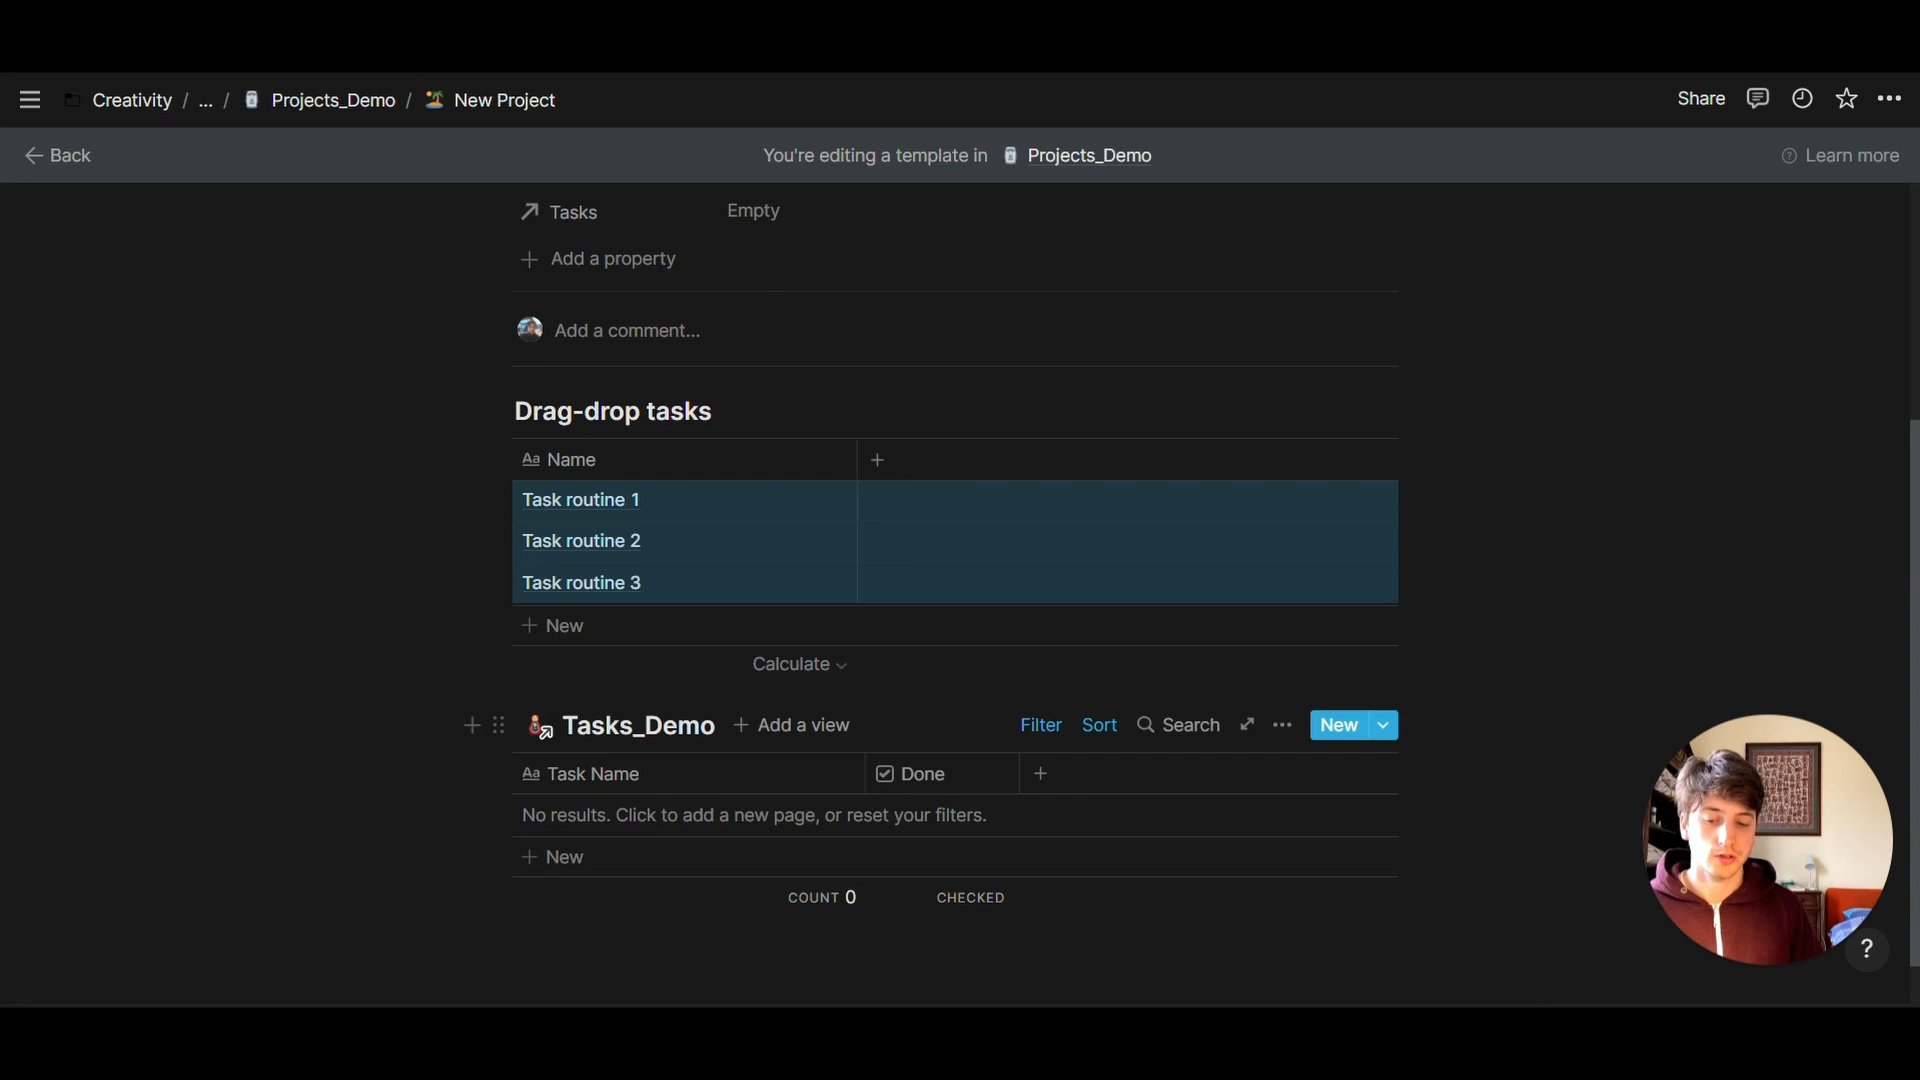 Creativity / ... / Projects_Demo / New Project
Share
Back
You're editing a template in Projects_Demo
Learn more
Tasks Empty
Add a property
Add a comment...
Drag-drop tasks
Aa Name
Task routine 1
Task routine 2
Task routine 3
New
Calculate
Tasks_Demo Add a view Filter Sort Search New
Aa Task Name Done
No results. Click to add a new page, or reset your filters.
New
COUNT 0 CHECKED
?